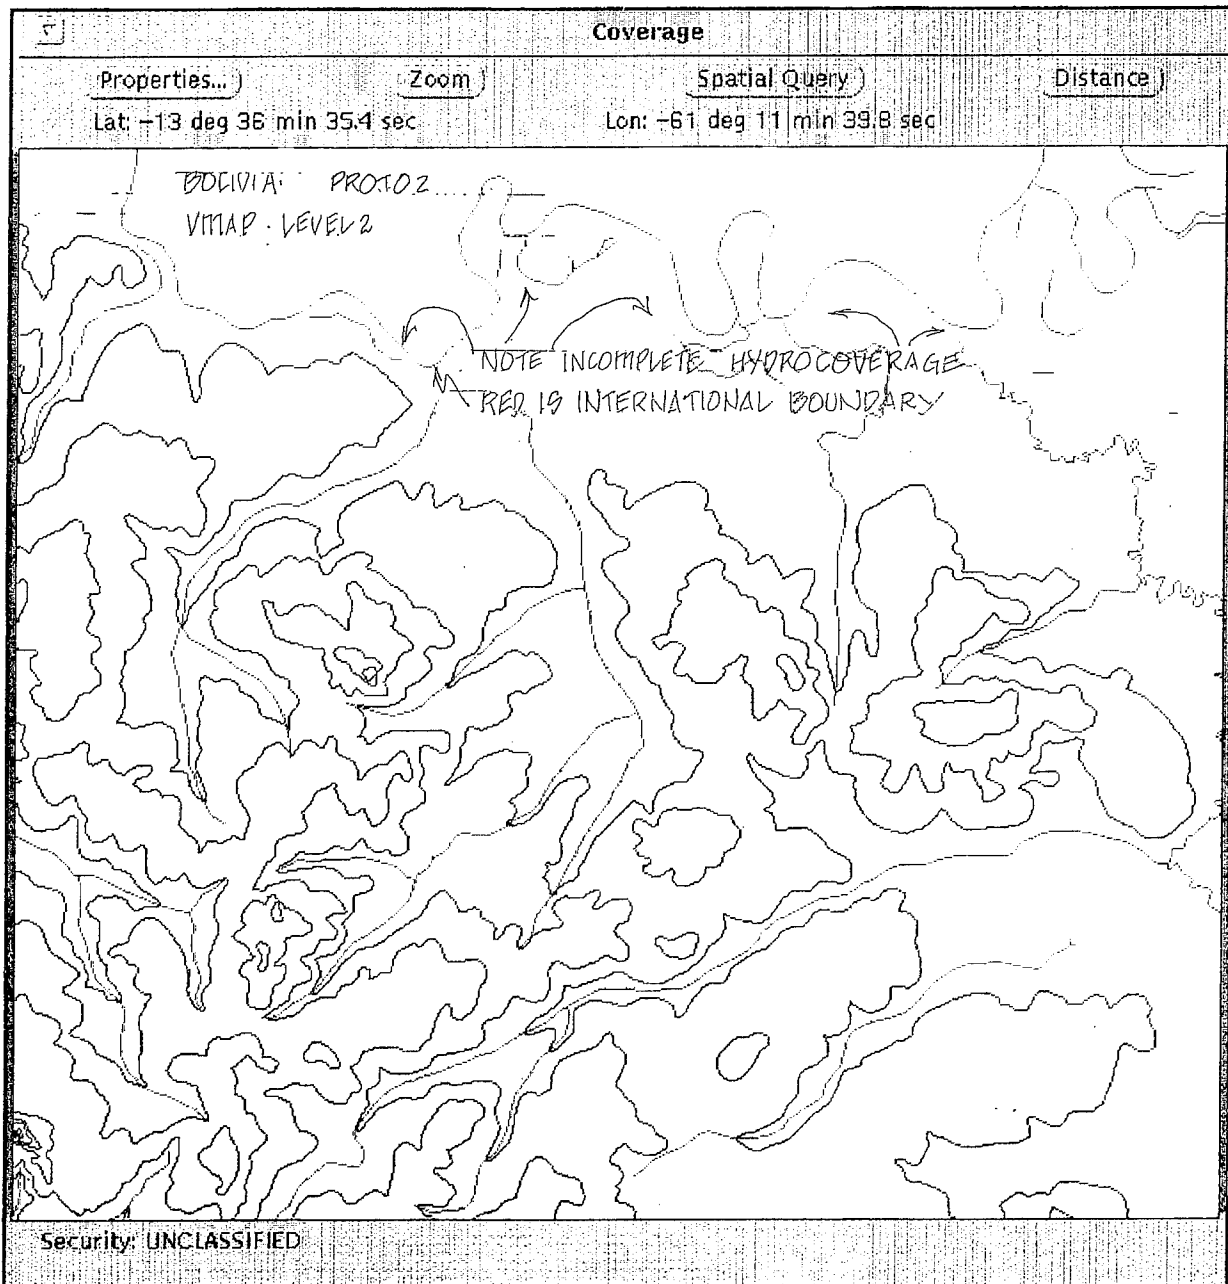 Coverage
Properties... Zoom Spatial Query Distance
Lat: -13 deg 36 min 35.4 sec Lon: -61 deg 11 min 39.8 sec
BOLIVIA: PROTO2
VMAP. LEVEL 2
NOTE INCOMPLETE HYDROCOVERAGE
RED IS INTERNATIONAL BOUNDARY
Security: UNCLASSIFIED